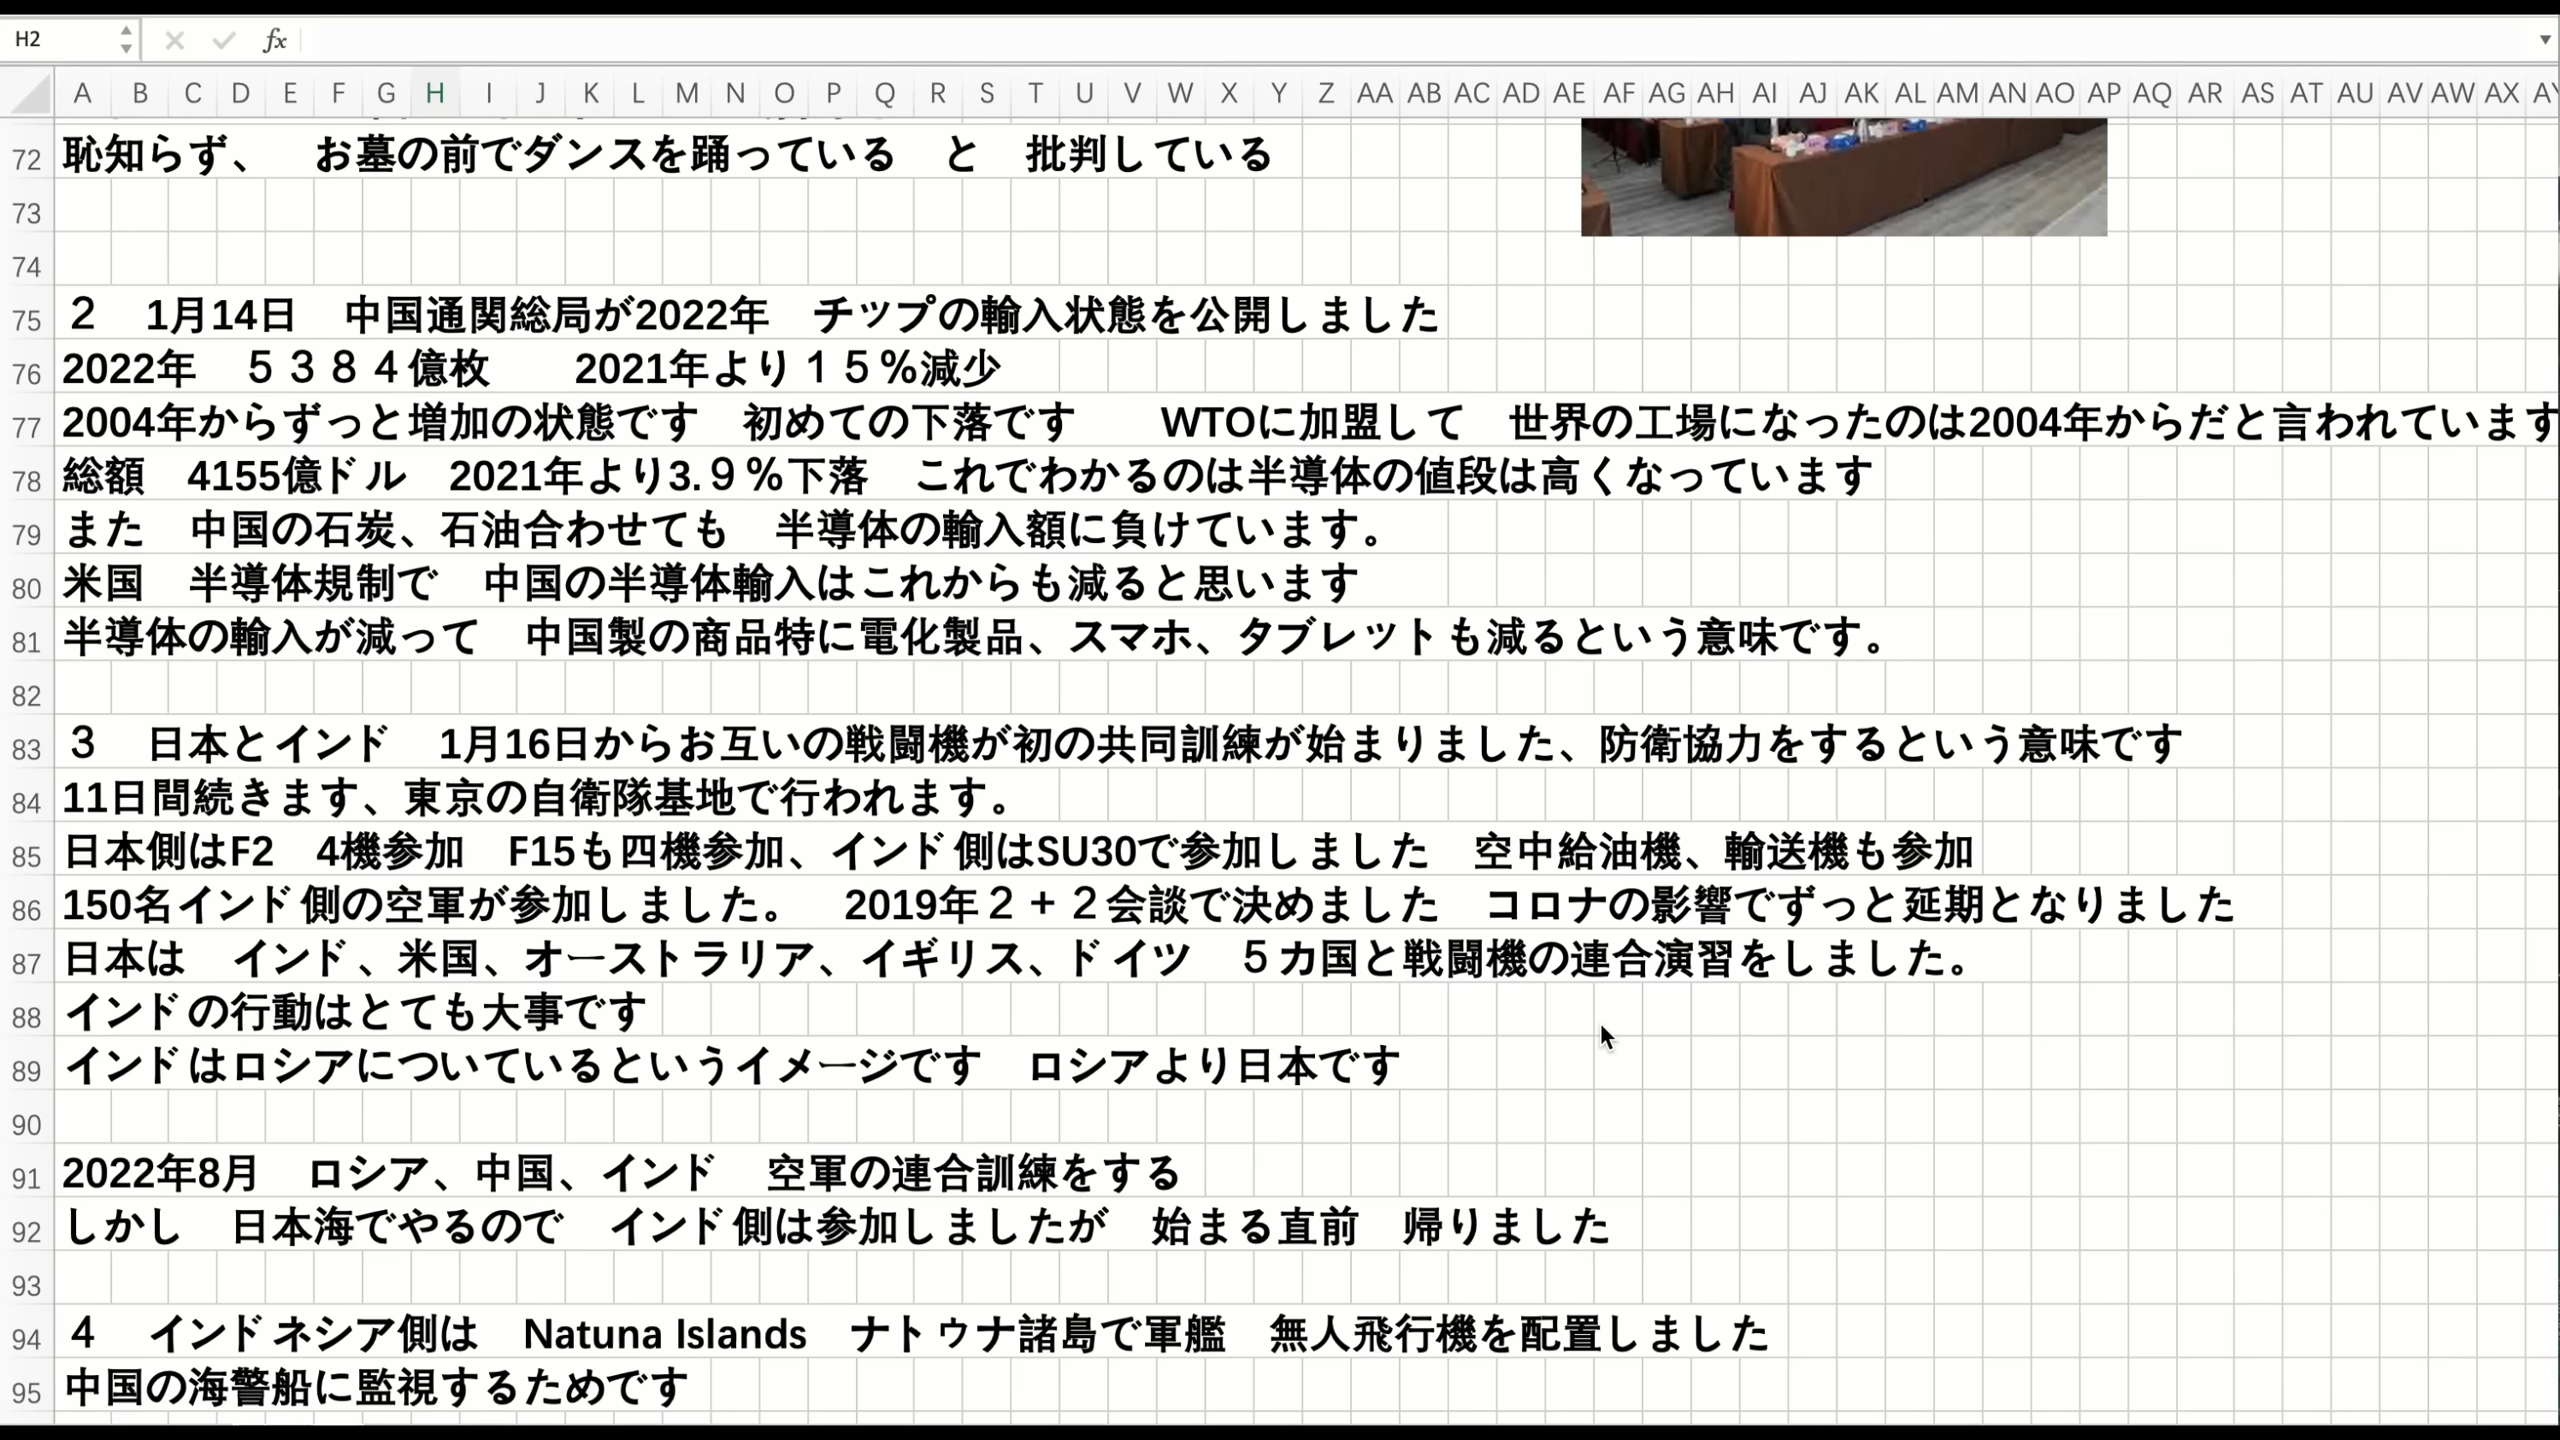 H2 fx
A B C D E F G H I J K L M N O P Q R S T U V W X Y Z AA AB AC AD AE AF AG AH AI AJ AK AL AM AN AO AP AQ AR AS AT AU AV AW AX AY
72 恥知らず、　お墓の前でダンスを踊っている　と　批判している
73
74
75 ２　1月14日　中国通関総局が2022年　チップの輸入状態を公開しました
76 2022年　５３８４億枚　　2021年より１５%減少
77 2004年からずっと増加の状態です　初めての下落です　　WTOに加盟して　世界の工場になったのは2004年からだと言われています
78 総額　4155億ドル　2021年より3.９％下落　これでわかるのは半導体の値段は高くなっています
79 また　中国の石炭、石油合わせても　半導体の輸入額に負けています。
80 米国　半導体規制で　中国の半導体輸入はこれからも減ると思います
81 半導体の輸入が減って　中国製の商品特に電化製品、スマホ、タブレットも減るという意味です。
82
83 ３　日本とインド　1月16日からお互いの戦闘機が初の共同訓練が始まりました、防衛協力をするという意味です
84 11日間続きます、東京の自衛隊基地で行われます。
85 日本側はF2　4機参加　F15も四機参加、インド側はSU30で参加しました　空中給油機、輸送機も参加
86 150名インド側の空軍が参加しました。　2019年２＋２会談で決めました　コロナの影響でずっと延期となりました
87 日本は　インド、米国、オーストラリア、イギリス、ドイツ　５カ国と戦闘機の連合演習をしました。
88 インドの行動はとても大事です
89 インドはロシアについているというイメージです　ロシアより日本です
90
91 2022年8月　ロシア、中国、インド　空軍の連合訓練をする
92 しかし　日本海でやるので　インド側は参加しましたが　始まる直前　帰りました
93
94 ４　インドネシア側は　Natuna Islands　ナトゥナ諸島で軍艦　無人飛行機を配置しました
95 中国の海警船に監視するためです